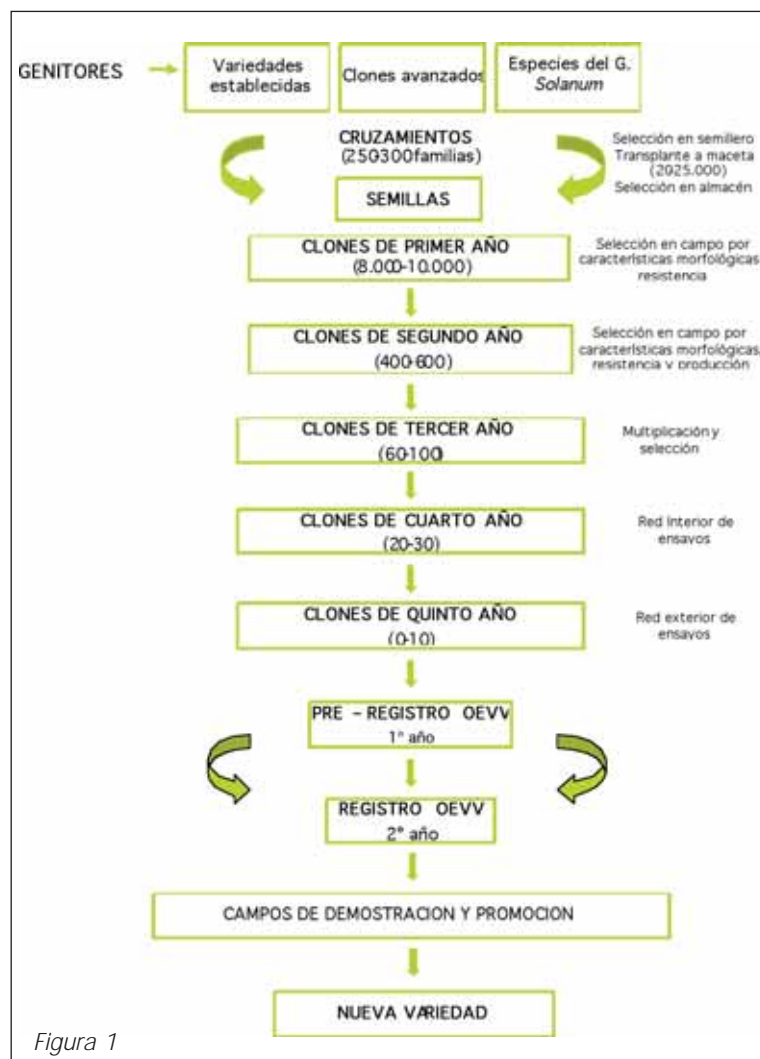 GENITORES
Variedades
establecidas
Clones avanzados
Especies del G.
Solanum
CRUZAMIENTOS
(250300familias)
Selección en semillero
Transplante a maceta
(2025.000)
Selección en almacén
SEMILLAS
CLONES DE PRIMER AÑO
(8.000-10.000)
Selección en campo por
características morfológicas
resistencia
CLONES DE SEGUNDO AÑO
(400-600)
Selección en campo por
características morfológicas,
resistencia y producción
CLONES DE TERCER AÑO
(60-100)
Multiplicación y
selección
CLONES DE CUARTO AÑO
(20-30)
Red Interior de
ensayos
CLONES DE QUINTO AÑO
(0-10)
Red exterior de
ensayos
PRE - REGISTRO OEVV
1° año
REGISTRO OEVV
2° año
CAMPOS DE DEMOSTRACION Y PROMOCION
NUEVA VARIEDAD
Figura 1